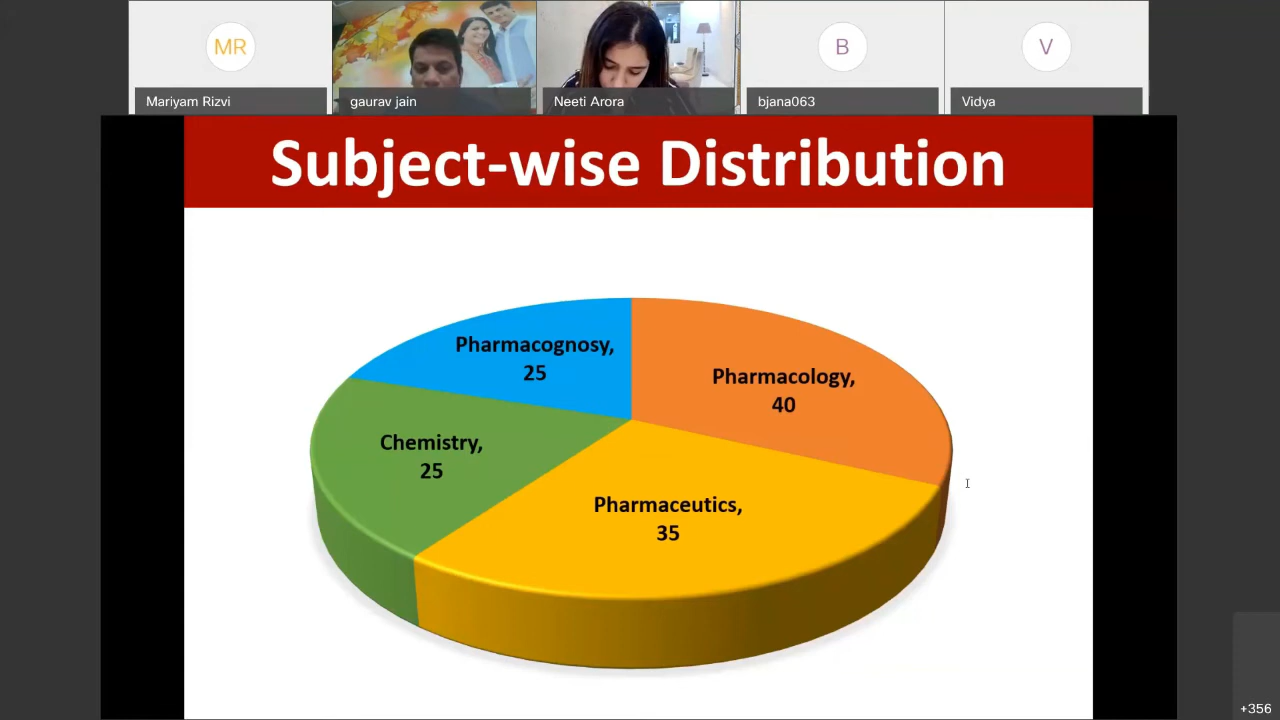 MR
B
V
Mariyam Rizvi
gaurav jain
Neeti Arora
bjana063
Vidya
Subject-wise Distribution
Pharmacognosy,
25
Pharmacology,
40
Chemistry,
25
Pharmaceutics,
35
+356